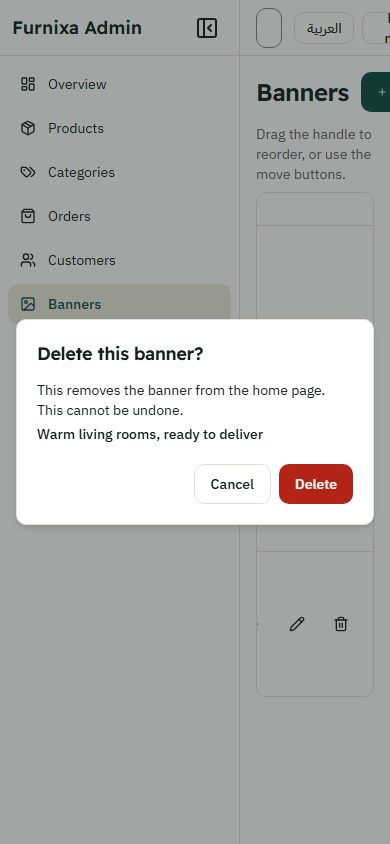 Furnixa Admin
العربية
Overview
Products
Categories
Orders
Customers
Banners
Banners
+
Drag the handle to
reorder, or use the
move buttons.
Delete this banner?
This removes the banner from the home page.
This cannot be undone.
Warm living rooms, ready to deliver
Cancel
Delete